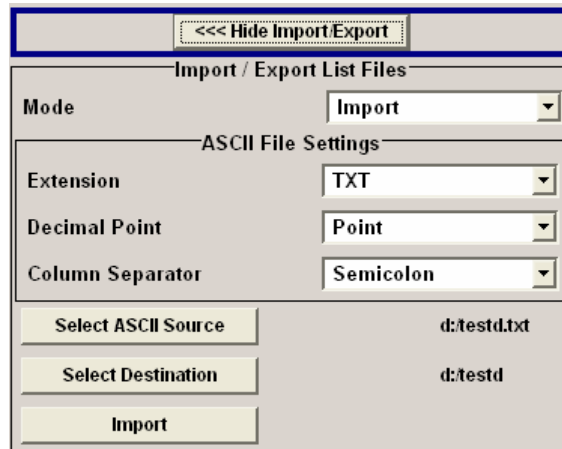 <<< Hide Import/Export
Import / Export List Files
Mode Import
ASCII File Settings
Extension TXT
Decimal Point Point
Column Separator Semicolon
Select ASCII Source d:/testd.txt
Select Destination d:/testd
Import